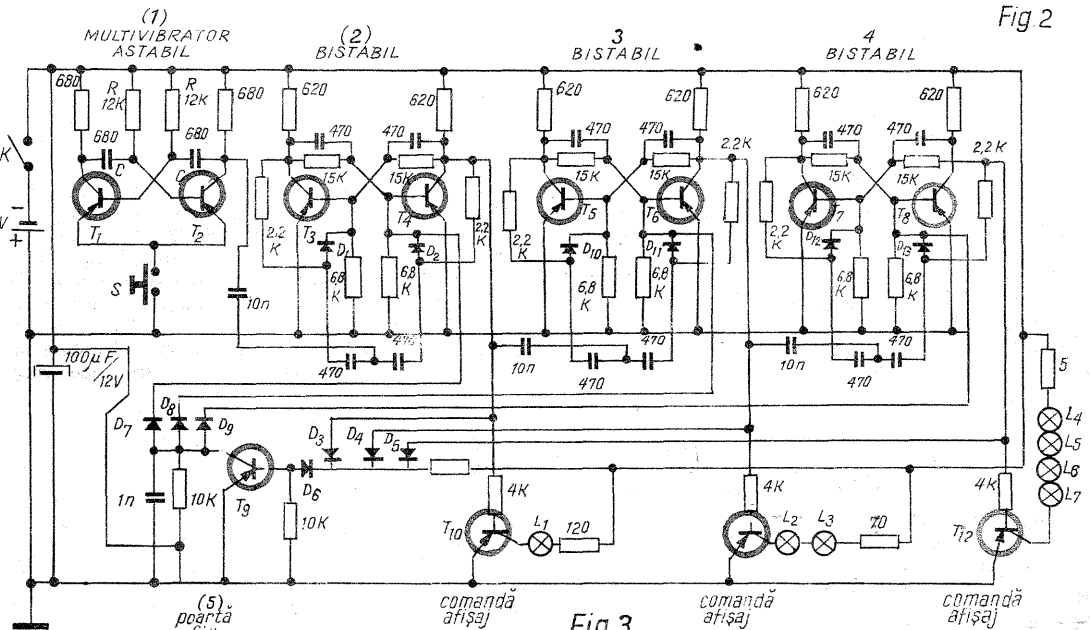 Fig.2
(1)
MULTIVIBRATOR
ASTABIL
(2)
BISTABIL
3
BISTABIL
4
BISTABIL
680
R
12K
R
12K
680
620
620
620
620
620
620
680
680
C
C
470
470
470
470
470
470
15K
15K
15K
15K
15K
15K
2,2K
2,2K
K
V
T1
T2
T3
T4
T5
T6
T7
T8
S
2,2
K
D1
D2
2,2
K
2,2
K
D10
D11
2,2
K
D12
D13
10n
6,8
K
6,8
K
6,8
K
6,8
K
6,8
K
6,8
K
100µF/
12V
470
470
10n
470
470
10n
470
470
5
L4
L5
L6
L7
D7
D8
D9
D3
D4
D5
D6
T9
1n
10K
10K
4K
T10
L1
120
4K
L2
L3
70
4K
T12
(5)
poartă
comandă
afişaj
comandă
afişaj
comandă
afişaj
Fig.3